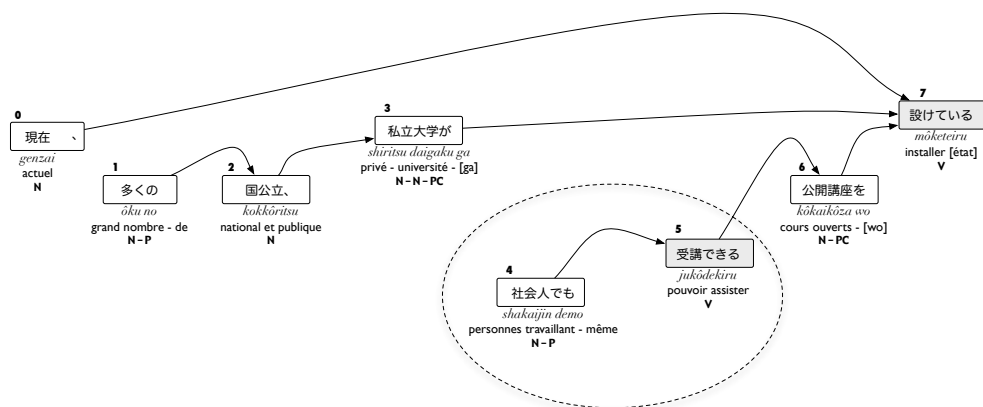 0
現在 、
genzai
actuel
N
1
多くの
ôku no
grand nombre - de
N – P
2
国公立、
kokkôritsu
national et publique
N
3
私立大学が
shiritsu daigaku ga
privé - université - [ga]
N – N – PC
4
社会人でも
shakaijin demo
personnes travaillant - même
N – P
5
受講できる
jukôdekiru
pouvoir assister
V
6
公開講座を
kôkaikôza wo
cours ouverts - [wo]
N – PC
7
設けている
môketeiru
installer [état]
V